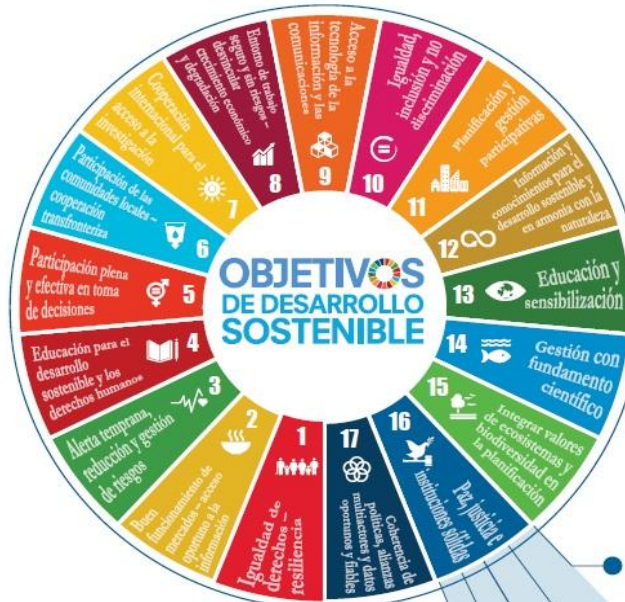 OBJETIVOS
DE DESARROLLO
SOSTENIBLE
1
Igualdad de
derechos –
resiliencia
2
Buen
funcionamiento de
mercados – acceso
oportuno a la
información
3
Alerta temprana,
reducción y gestión
de riesgos
4
Educación para el
desarrollo
sostenible y los
derechos humanos
5
Participación plena
y efectiva en toma
de decisiones
6
Participación de las
comunidades locales –
cooperación
transfronteriza
7
Cooperación
internacional para el
acceso a la
investigación
8
Entorno de trabajo
seguro y sin riesgos –
desvincular
crecimiento económico
y degradación
9
Acceso a la
tecnología de la
información y las
comunicaciones
10
Igualdad,
inclusión y no
discriminación
11
Planificación y
gestión
participativas
12
Información y
conocimientos para el
desarrollo sostenible y
en armonía con la
naturaleza
13
Educación y
sensibilización
14
Gestión con
fundamento
científico
15
Integrar valores
de ecosistemas y
biodiversidad en
la planificación
16
Paz, justicia e
instituciones sólidas
17
Coherencia de
políticas, alianzas
multiactores y datos
oportunos y fiables